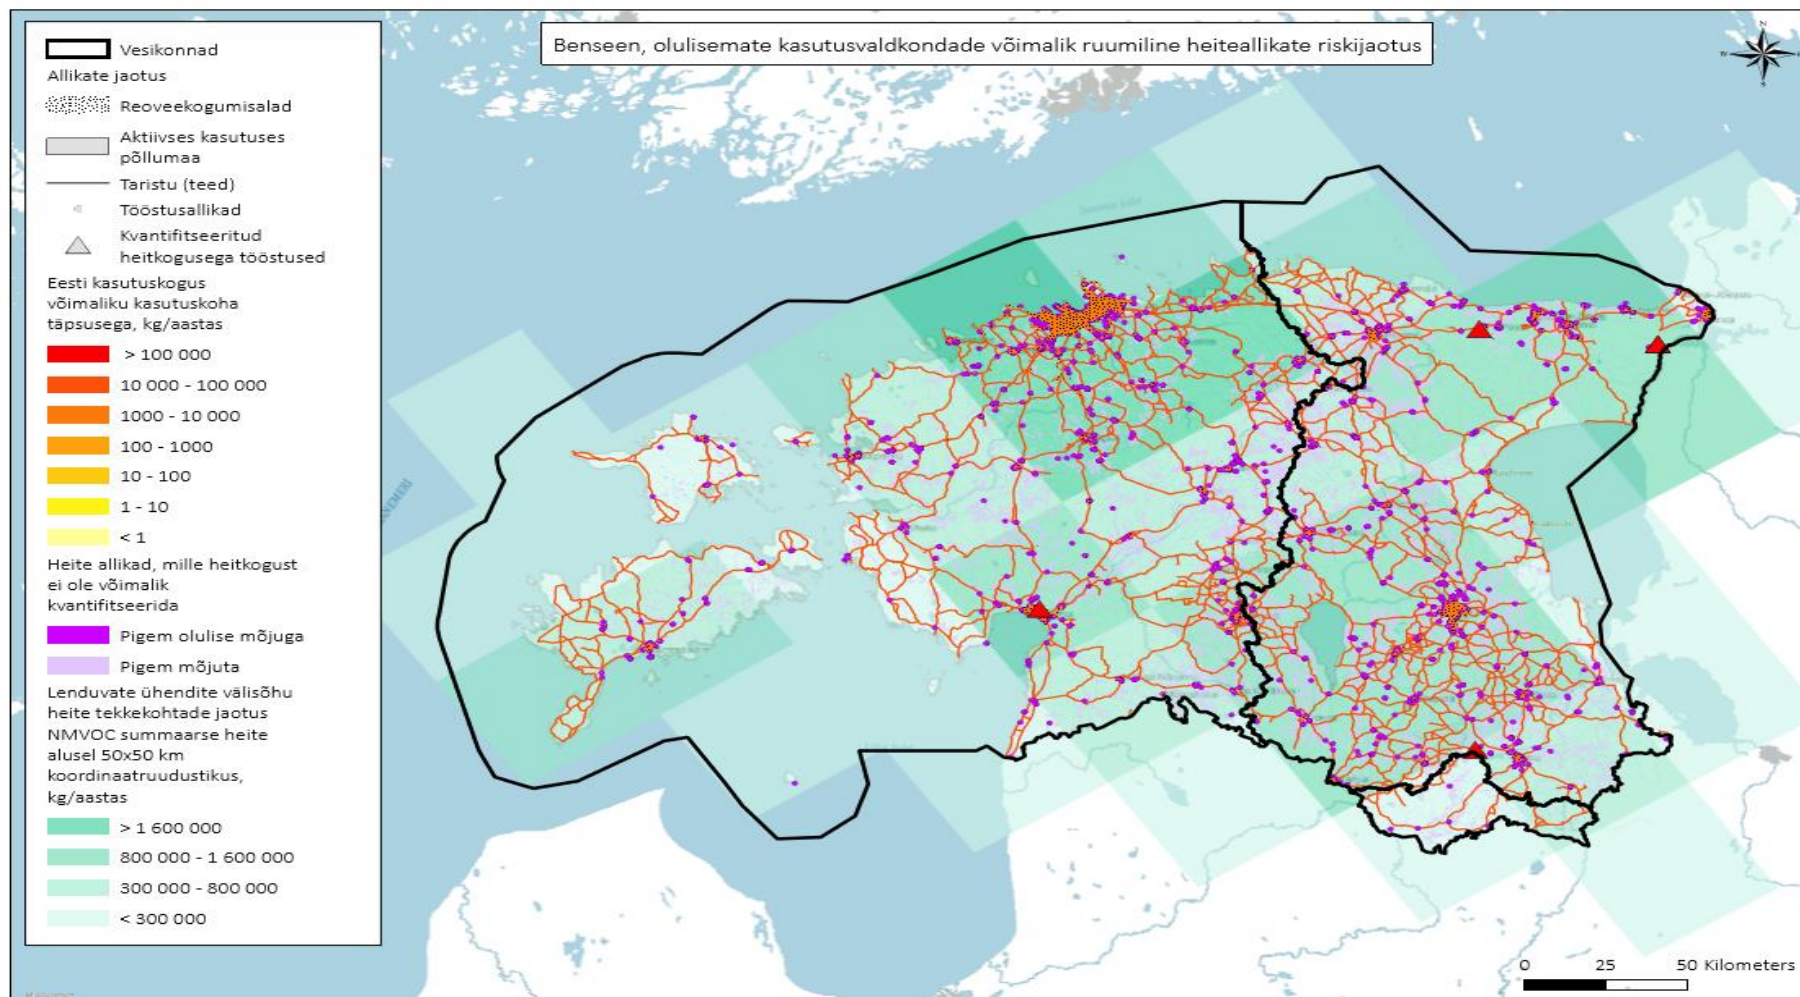 Benseen, olulisemate kasutusvaldkondade võimalik ruumiline heiteallikate riskijaotus
Vesikonnad
Allikate jaotus
Reoveekogumisalad
Aktiivses kasutuses
põllumaa
Taristu (teed)
Tööstusallikad
Kvantifitseeritud
heitkogusega tööstused
Eesti kasutuskogus
võimaliku kasutuskoha
täpsusega, kg/aastas
> 100 000
10 000 - 100 000
1000 - 10 000
100 - 1000
10 - 100
1 - 10
< 1
Heite allikad, mille heitkogust
ei ole võimalik
kvantifitseerida
Pigem olulise mõjuga
Pigem mõjuta
Lenduvate ühendite välisõhu
heite tekkekohtade jaotus
NMVOC summaarse heite
alusel 50x50 km
koordinaatruudustikus,
kg/aastas
> 1 600 000
800 000 - 1 600 000
300 000 - 800 000
< 300 000
N
0 25 50 Kilometers